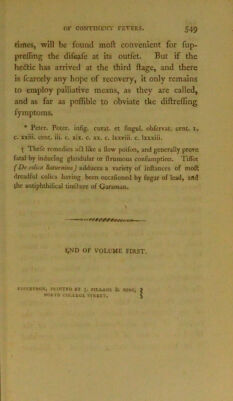 OF CONTINENT FEVERS. 549
times, will be found moſt convenient for ſup-
preſſing the diſeaſe at its outſet. But if the
hectic has arrived at the third ſtage, and there
is ſcarcely any hope of recovery, it only remains
to employ palliative means, as they are called,
and as far as poſſible to obviate the diſtreſſing
ſymptoms.
* Peter. Poter. inſig. curat. et ſingul. obſervat. cent. 1.
c. xxiii. cent. iii. c. xix. c. xx. c. lxxviii. c. lxxxiii.
† Theſe remedies act like a ſlow poiſon, and generally prove
fatal by inducing glandular or ſtrumous conſumption. Tiſſot
(De colica Saturnina) adduces a variety of inſtances of moſt
dreadful colics having been occaſioned by ſugar of lead, and
the antiphthiſical tincture of Garaman.
END OF VOLUME FIRST.
EDINBURGH, PRINTED BY J. PILLANS & SONS,
NORTH COLLEGE STREET.